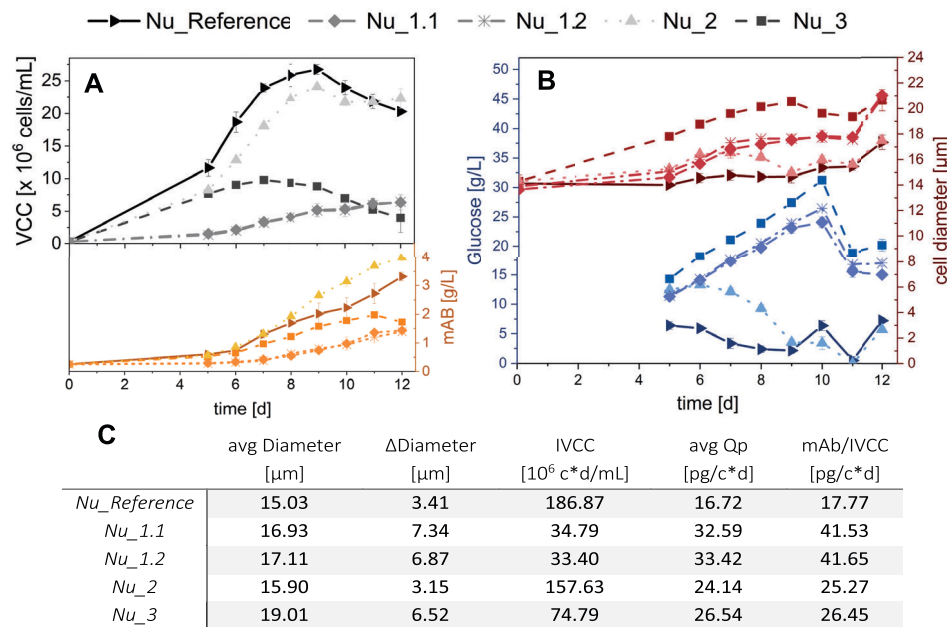 Nu_Reference Nu_1.1 Nu_1.2 Nu_2 Nu_3
A
VCC [x 10⁶ cells/mL]
25
20
15
10
5
0
4
3
2
1
0
mAB [g/L]
0 2 4 6 8 10 12
time [d]
B
Glucose [g/L]
50
45
40
35
30
25
20
15
10
5
0
24
22
20
18
16
14
12
10
8
6
4
2
0
cell diameter [µm]
0 2 4 6 8 10 12
time [d]
C
avg Diameter ΔDiameter IVCC avg Qp mAb/IVCC
[µm] [µm] [10⁶ c*d/mL] [pg/c*d] [pg/c*d]
Nu_Reference 15.03 3.41 186.87 16.72 17.77
Nu_1.1 16.93 7.34 34.79 32.59 41.53
Nu_1.2 17.11 6.87 33.40 33.42 41.65
Nu_2 15.90 3.15 157.63 24.14 25.27
Nu_3 19.01 6.52 74.79 26.54 26.45